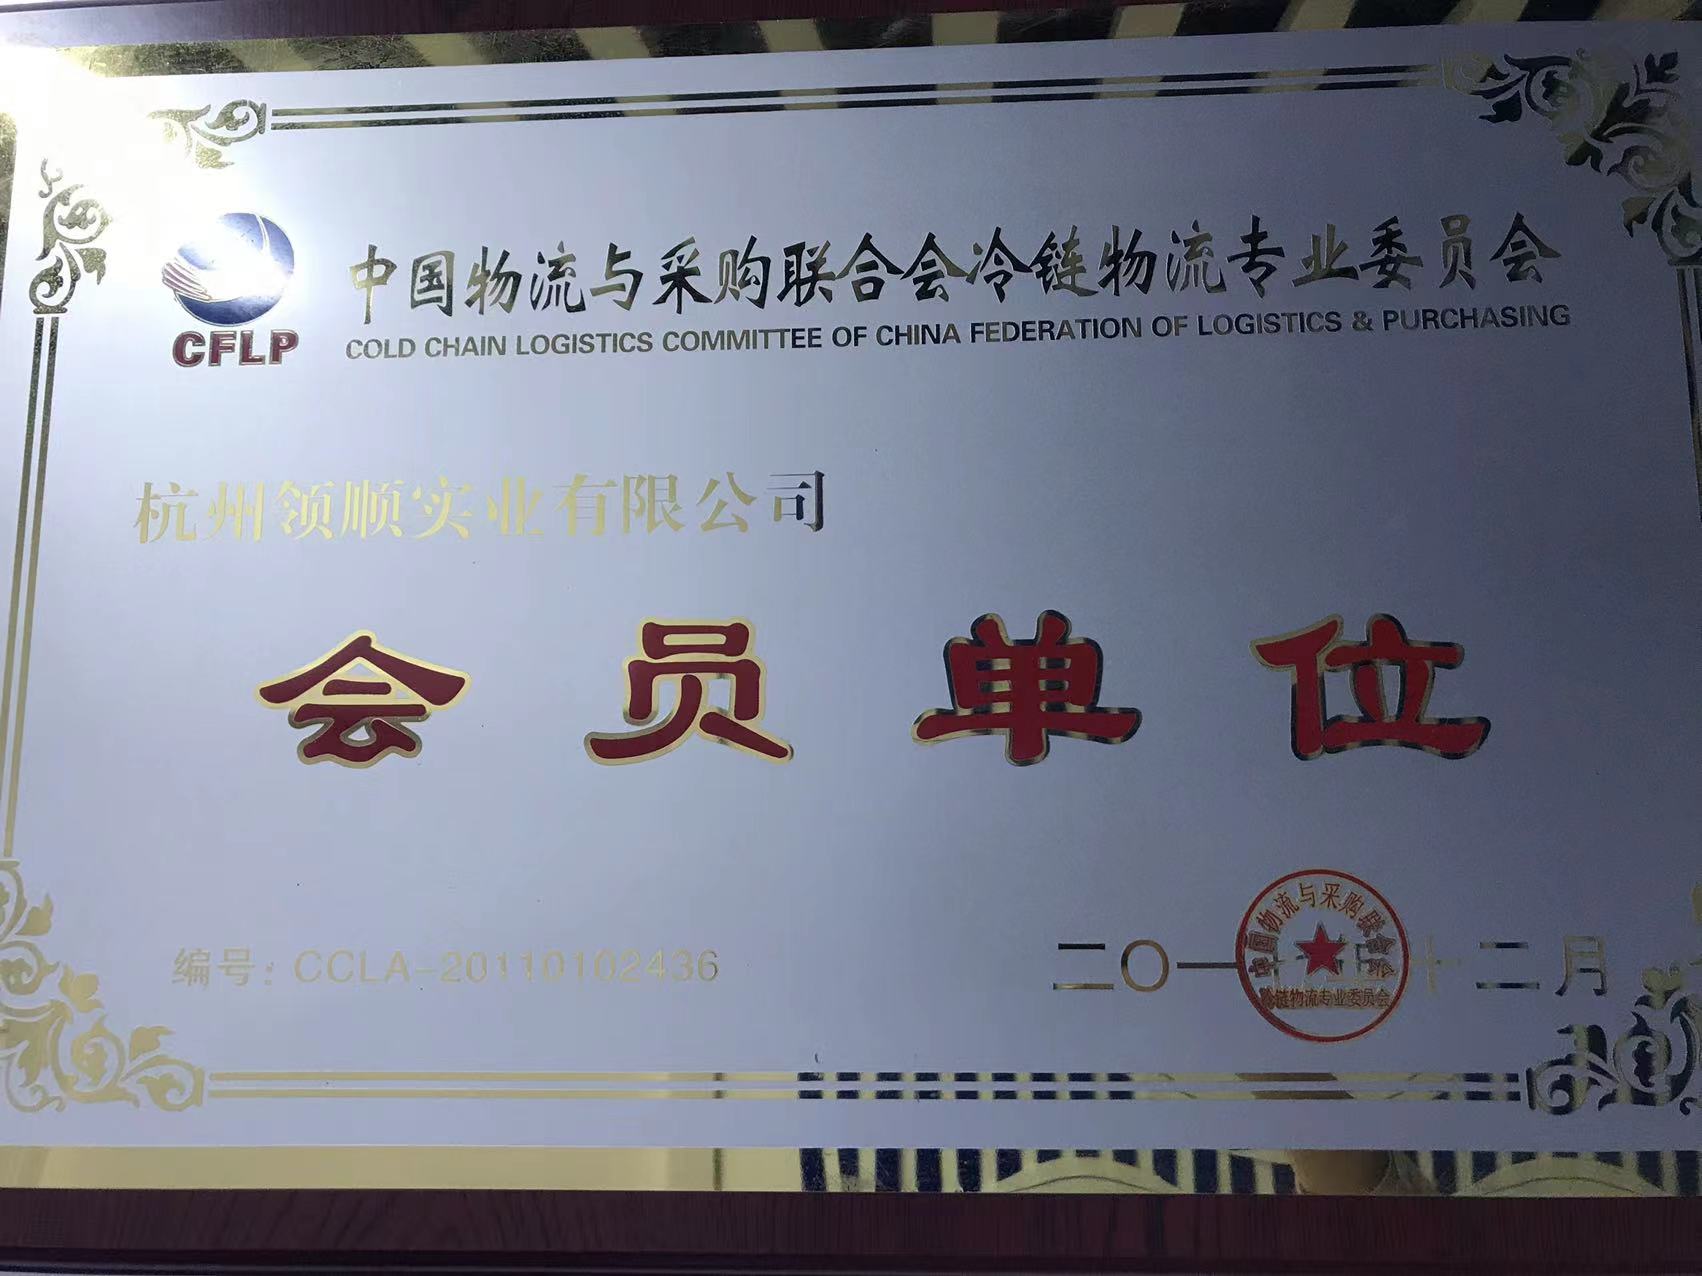 CFLP
中国物流与采购联合会冷链物流专业委员会
COLD CHAIN LOGISTICS COMMITTEE OF CHINA FEDERATION OF LOGISTICS & PURCHASING
杭州领顺实业有限公司
会员单位
编号：CCLA-20110102436
二〇一 十二月
中国物流与采购联合会
冷链物流专业委员会